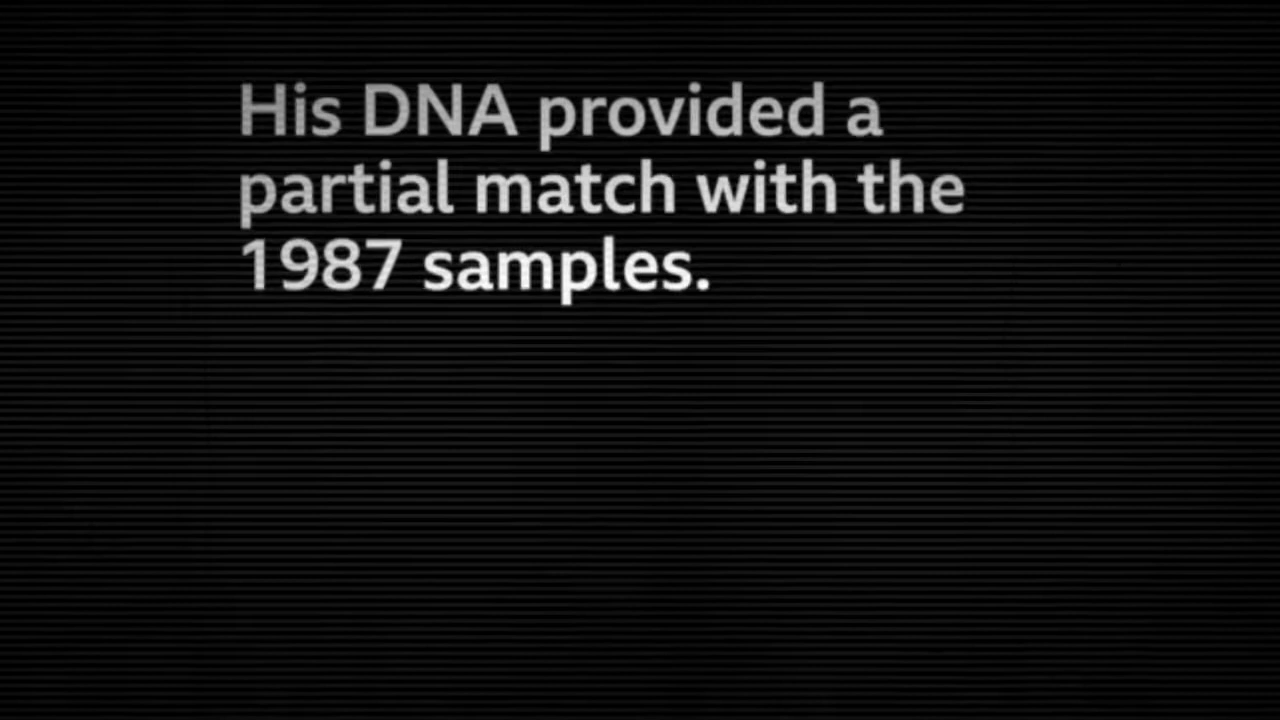 His DNA provided a
partial match with the
1987 samples.